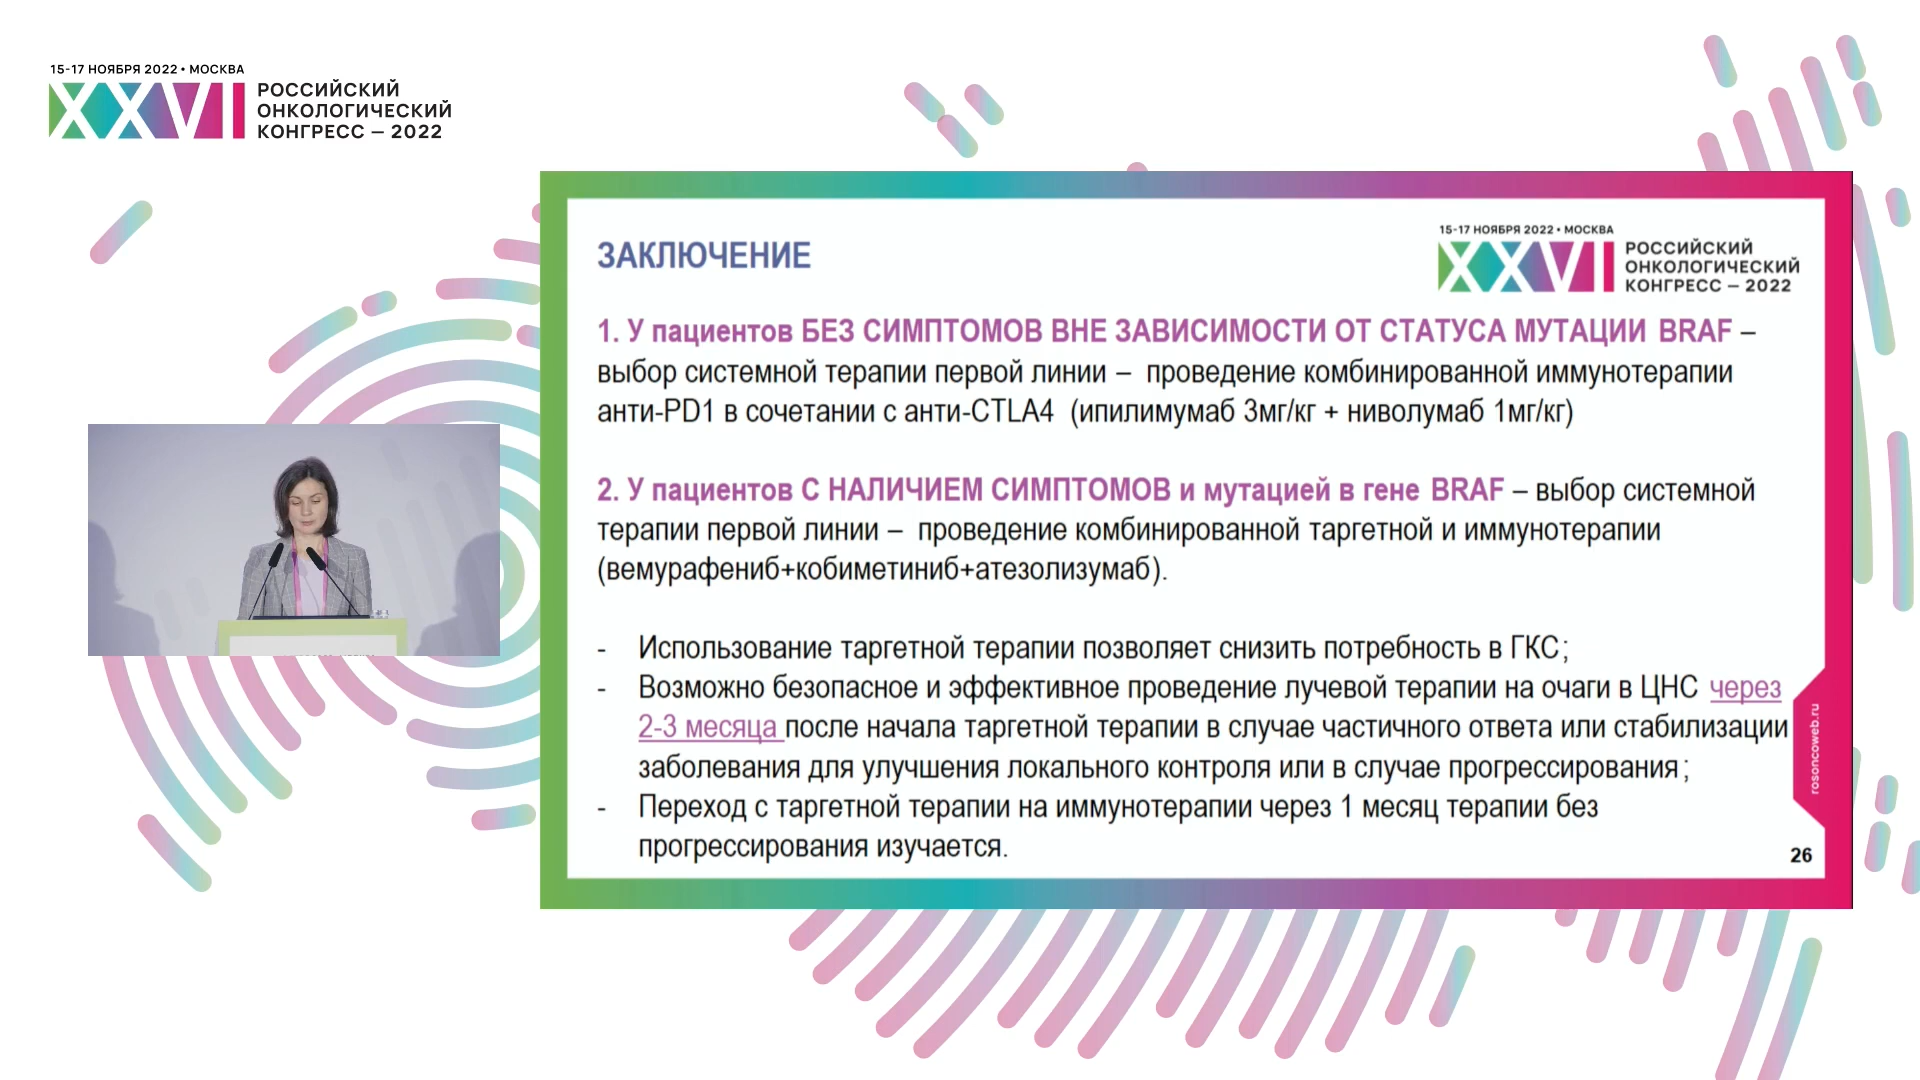 15-17 НОЯБРЯ 2022 • МОСКВА
XXVI
РОССИЙСКИЙ
ОНКОЛОГИЧЕСКИЙ
КОНГРЕСС – 2022
15-17 НОЯБРЯ 2022 • МОСКВА
XXVI
РОССИЙСКИЙ
ОНКОЛОГИЧЕСКИЙ
КОНГРЕСС – 2022
ЗАКЛЮЧЕНИЕ
1. У пациентов БЕЗ СИМПТОМОВ ВНЕ ЗАВИСИМОСТИ ОТ СТАТУСА МУТАЦИИ BRAF –
выбор системной терапии первой линии – проведение комбинированной иммунотерапии
анти-PD1 в сочетании с анти-CTLA4 (ипилимумаб 3мг/кг + ниволумаб 1мг/кг)
2. У пациентов С НАЛИЧИЕМ СИМПТОМОВ и мутацией в гене BRAF – выбор системной
терапии первой линии – проведение комбинированной таргетной и иммунотерапии
(вемурафениб+кобиметиниб+атезолизумаб).
- Использование таргетной терапии позволяет снизить потребность в ГКС;
- Возможно безопасное и эффективное проведение лучевой терапии на очаги в ЦНС через
2-3 месяца после начала таргетной терапии в случае частичного ответа или стабилизации
заболевания для улучшения локального контроля или в случае прогрессирования;
- Переход с таргетной терапии на иммунотерапии через 1 месяц терапии без
прогрессирования изучается.
rosoncoweb.ru
26